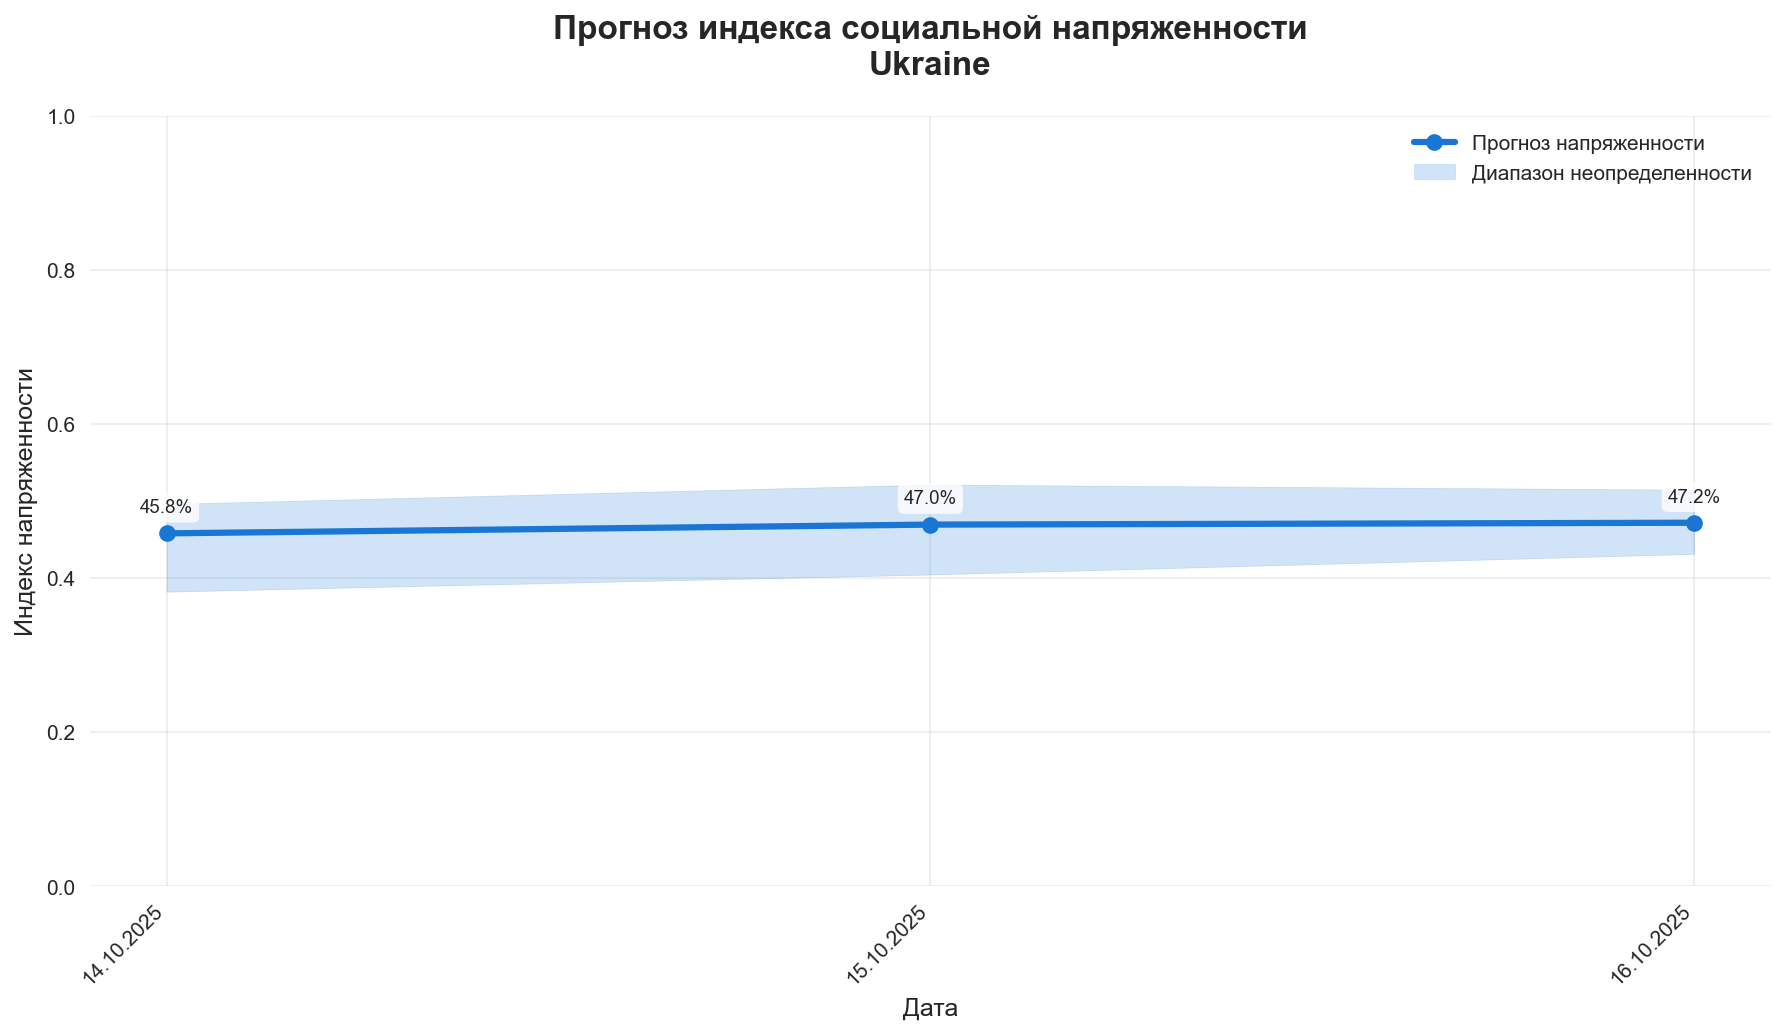 Прогноз индекса социальной напряженности
Ukraine
Прогноз напряженности
Диапазон неопределенности
Индекс напряженности
1.0
0.8
0.6
0.4
0.2
0.0
45.8%
47.0%
47.2%
14.10.2025
15.10.2025
16.10.2025
Дата